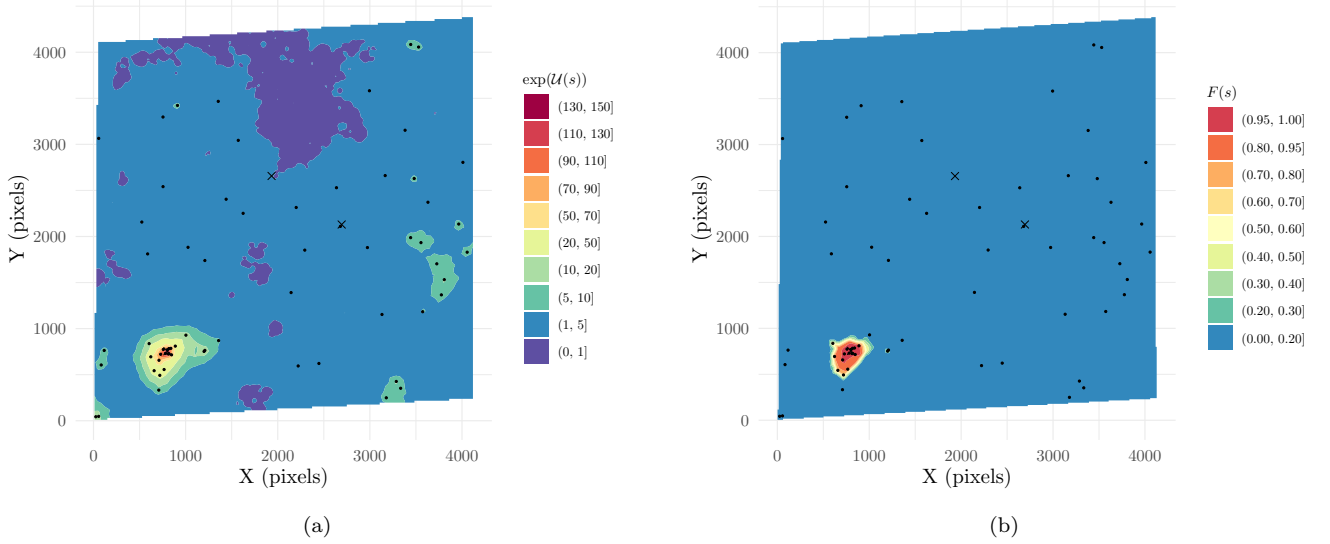 4000
3000
2000
1000
0
Y (pixels)
0 1000 2000 3000 4000
X (pixels)
exp(𝒰(s))
(130, 150]
(110, 130]
(90, 110]
(70, 90]
(50, 70]
(20, 50]
(10, 20]
(5, 10]
(1, 5]
(0, 1]
(a)
4000
3000
2000
1000
0
Y (pixels)
0 1000 2000 3000 4000
X (pixels)
F(s)
(0.95, 1.00]
(0.80, 0.95]
(0.70, 0.80]
(0.60, 0.70]
(0.50, 0.60]
(0.40, 0.50]
(0.30, 0.40]
(0.20, 0.30]
(0.00, 0.20]
(b)